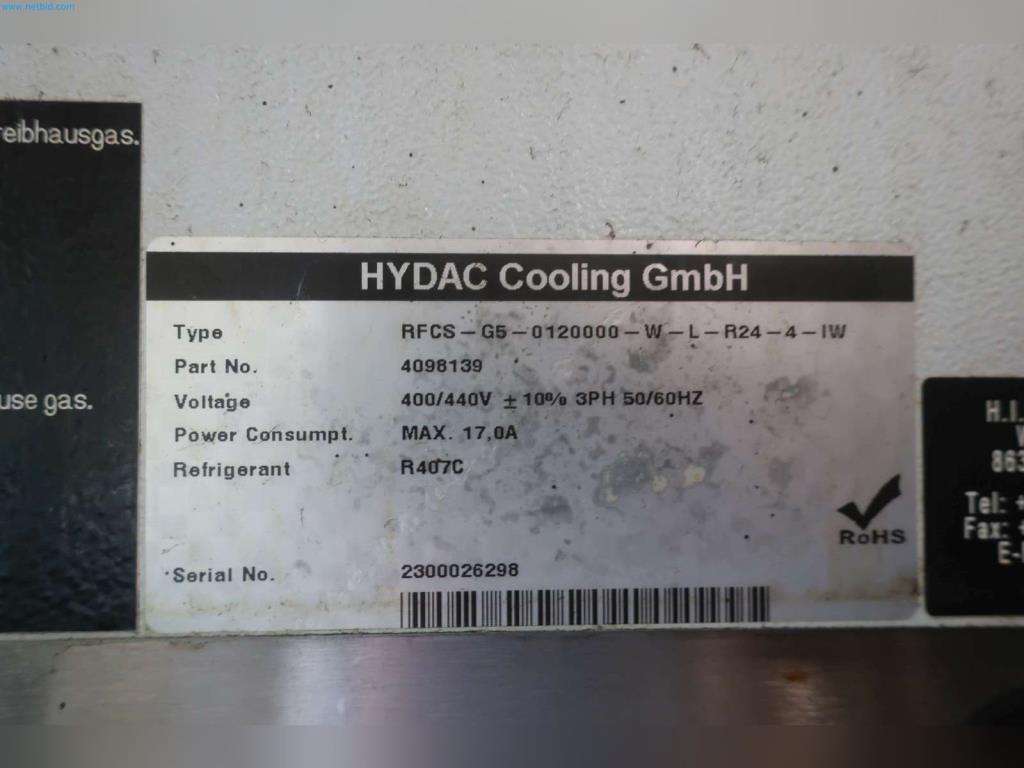 www.netbid.com
reibhausgas.
use gas.
HYDAC Cooling GmbH
Type RFCS-G5-0120000-W-L-R24-4-IW
Part No. 4098139
Voltage 400/440V ±10% 3PH 50/60HZ
Power Consumpt. MAX. 17,0A
Refrigerant R407C
RoHS
Serial No. 2300026298
H.I.
W
863
Tel: +
Fax: +
E-